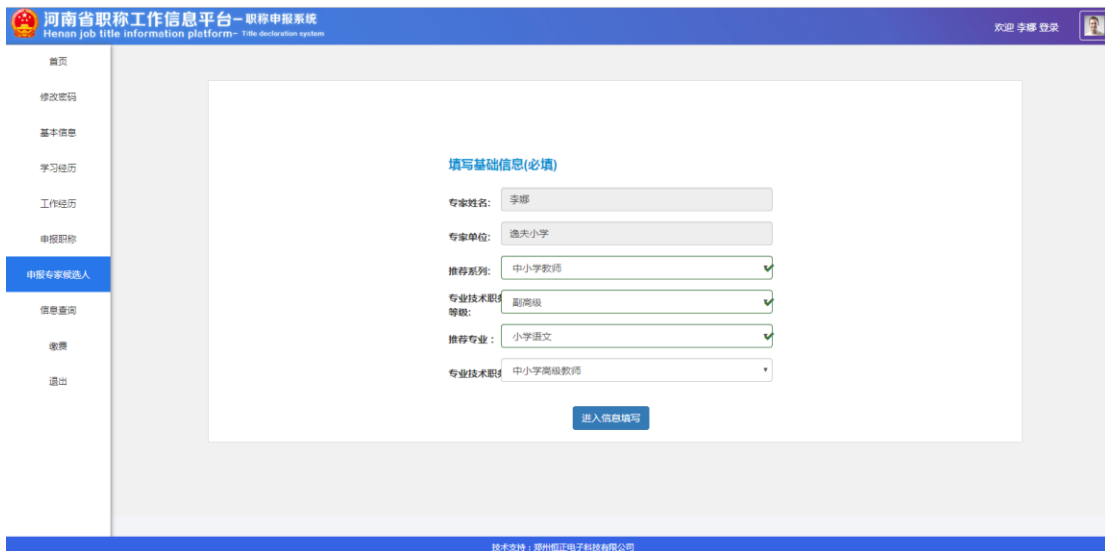 河南省职称工作信息平台-职称申报系统
Henan job title information platform- Title declaration system
欢迎 李娜 登录
首页
修改密码
基本信息
学习经历
工作经历
申报职称
申报专家候选人
信息查询
缴费
退出
填写基础信息(必填)
专家姓名: 李娜
专家单位: 逸夫小学
推荐系列: 中小学教师
专业技术职务
等级: 副高级
推荐专业: 小学语文
专业技术职务 中小学高级教师
进入信息填写
技术支持:郑州恒正电子科技有限公司